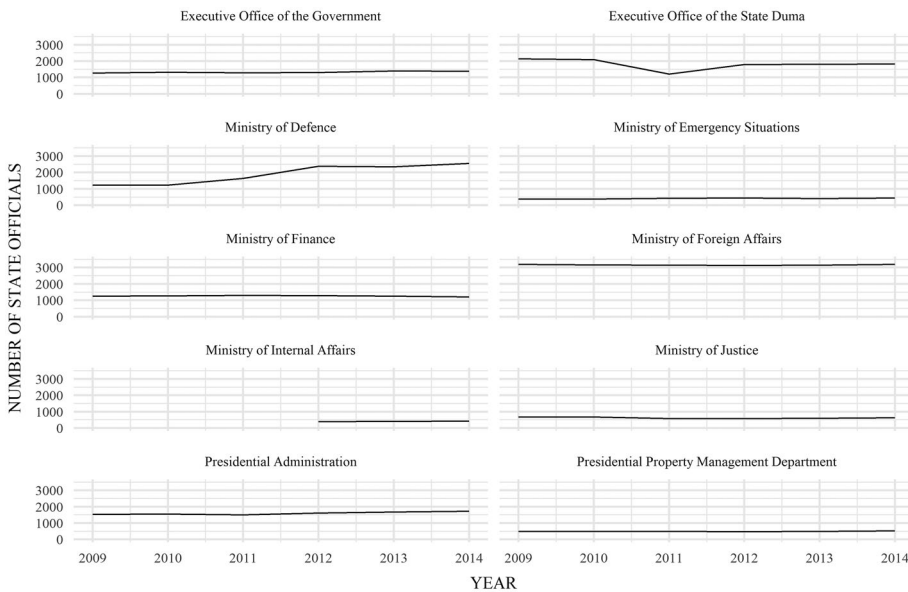 Executive Office of the Government
Executive Office of the State Duma
3000
2000
1000
0
Ministry of Defence
Ministry of Emergency Situations
3000
2000
1000
0
Ministry of Finance
Ministry of Foreign Affairs
3000
2000
1000
0
Ministry of Internal Affairs
Ministry of Justice
3000
2000
1000
0
Presidential Administration
Presidential Property Management Department
3000
2000
1000
0
2009 2010 2011 2012 2013 2014
2009 2010 2011 2012 2013 2014
NUMBER OF STATE OFFICIALS
YEAR